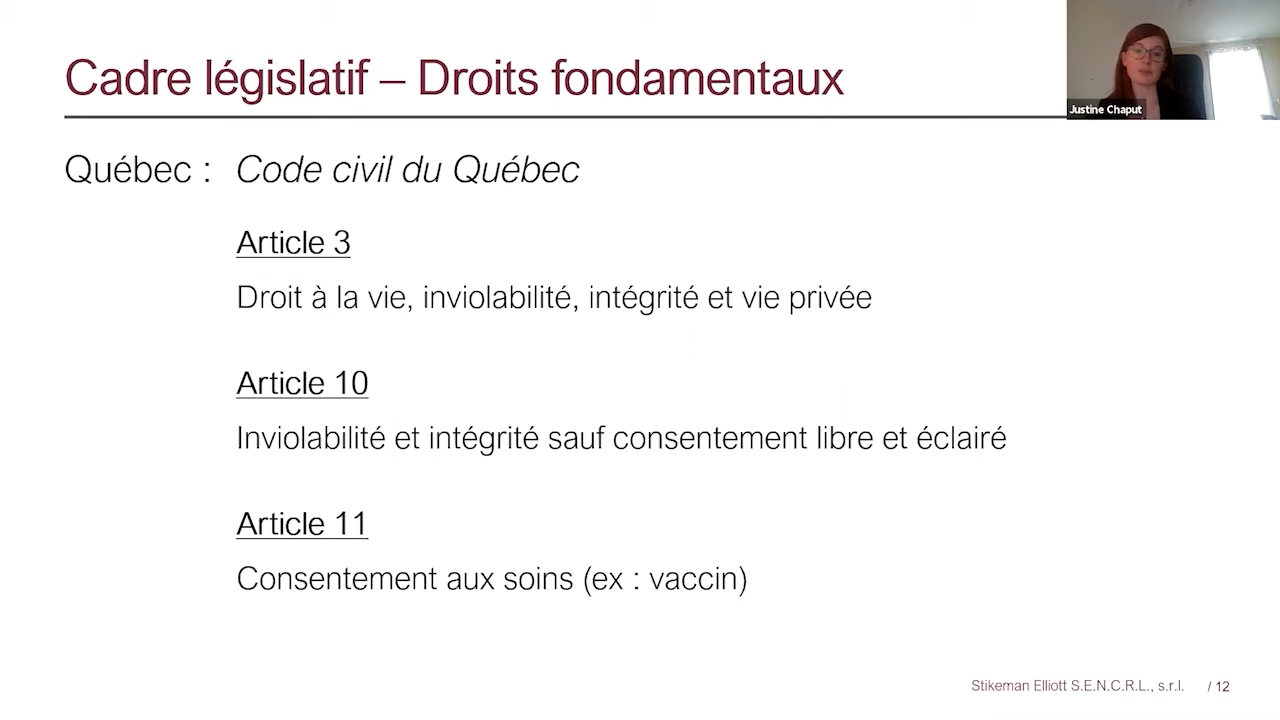 Cadre législatif – Droits fondamentaux
Justine Chaput
Québec : Code civil du Québec
Article 3
Droit à la vie, inviolabilité, intégrité et vie privée
Article 10
Inviolabilité et intégrité sauf consentement libre et éclairé
Article 11
Consentement aux soins (ex : vaccin)
Stikeman Elliott S.E.N.C.R.L., s.r.l. / 12